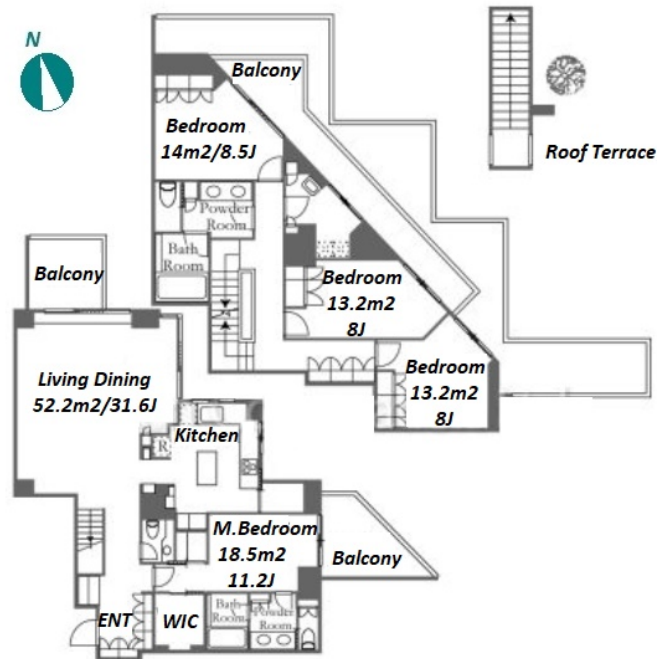 N
Balcony
Bedroom
14m2/8.5J
Roof Terrace
Powder
Room
Bath
Room
Balcony
Bedroom
13.2m2
8J
Bedroom
13.2m2
8J
Living Dining
52.2m2/31.6J
Kitchen
R
M.Bedroom
18.5m2
11.2J
Balcony
ENT
WIC
Bath
Room
Powder
Room